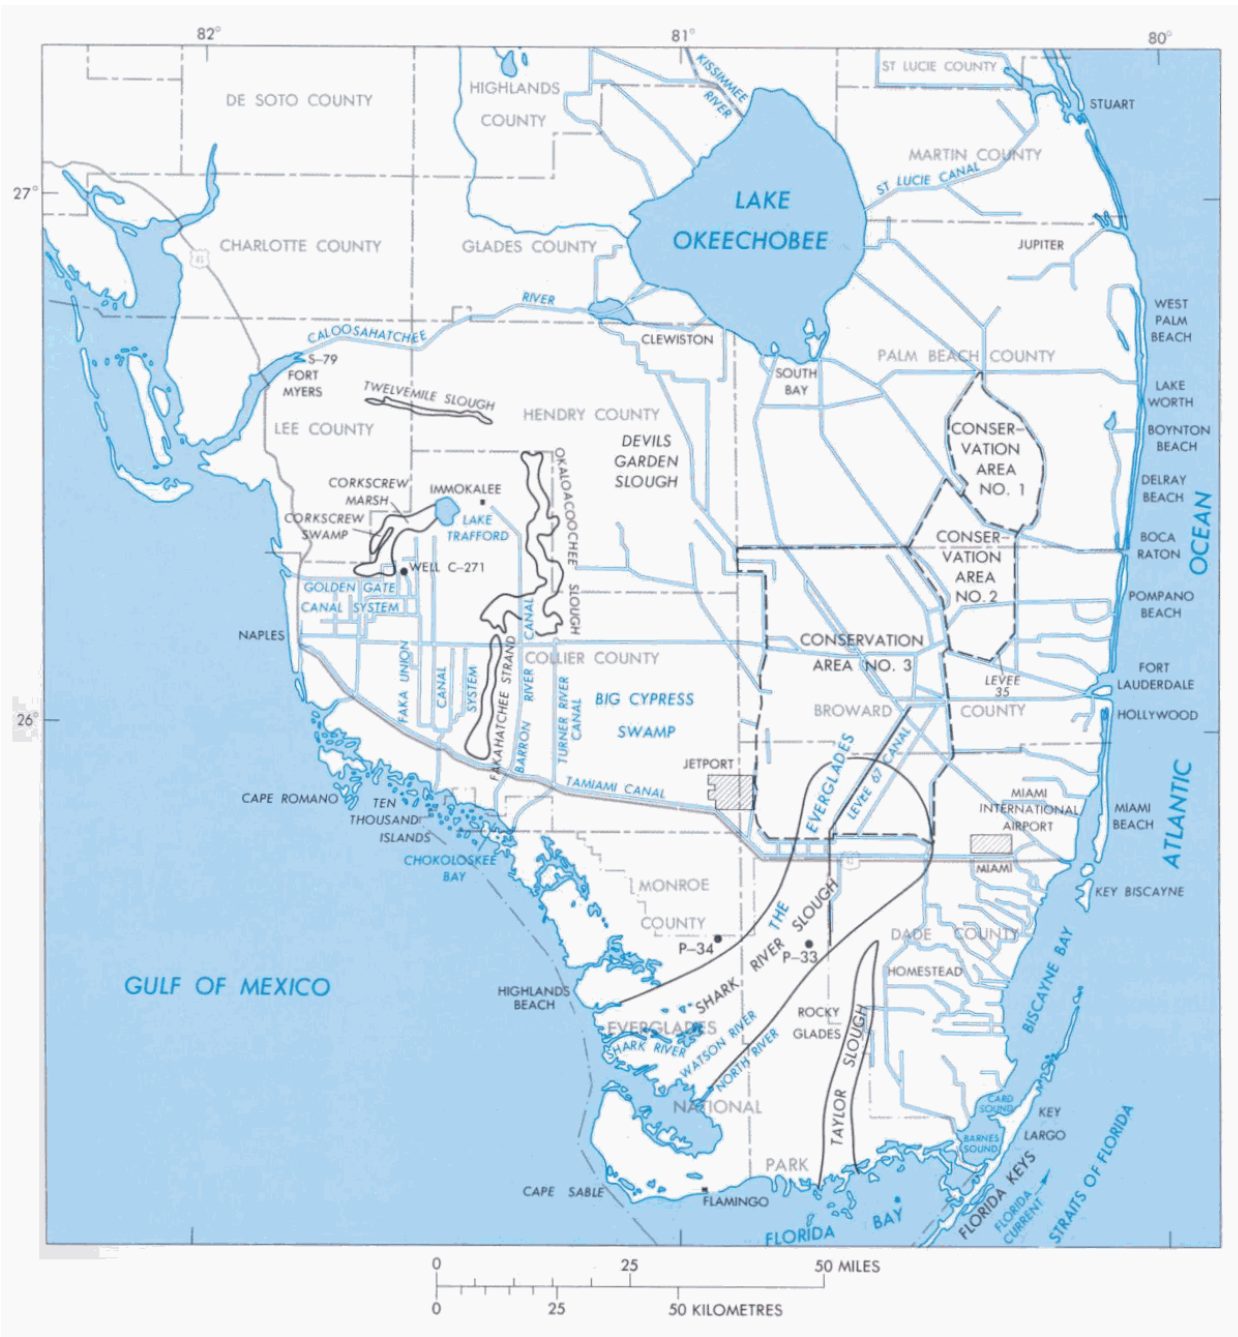 82°
81°
80°
27°
26°
DE SOTO COUNTY
HIGHLANDS
COUNTY
KISSIMMEE
RIVER
ST LUCIE COUNTY
STUART
MARTIN COUNTY
ST LUCIE CANAL
LAKE
OKEECHOBEE
CHARLOTTE COUNTY
GLADES COUNTY
JUPITER
41
RIVER
CALOOSAHATCHEE
CLEWISTON
WEST
PALM
BEACH
S-79
FORT
MYERS
SOUTH
BAY
PALM BEACH COUNTY
LAKE
WORTH
TWELVEMILE SLOUGH
LEE COUNTY
HENDRY COUNTY
DEVILS
GARDEN
SLOUGH
CONSER-
VATION
AREA
NO. 1
BOYNTON
BEACH
DELRAY
BEACH
CORKSCREW
MARSH
IMMOKALEE
LAKE
TRAFFORD
CORKSCREW
SWAMP
OKALOACOOCHEE
SLOUGH
WELL C-271
GOLDEN GATE
CANAL SYSTEM
CONSER-
VATION
AREA
NO. 2
BOCA
RATON
OCEAN
ATLANTIC
POMPANO
BEACH
NAPLES
COLLIER COUNTY
CONSERVATION
AREA NO. 3
LEVEE
35
FORT
LAUDERDALE
HOLLYWOOD
FAKA UNION
CANAL
SYSTEM
FAKAHATCHEE STRAND
BARRON RIVER CANAL
TURNER RIVER
CANAL
BIG CYPRESS
SWAMP
BROWARD
COUNTY
JETPORT
EVERGLADES
LEVEE 67 CANAL
TAMIAMI CANAL
CAPE ROMANO
TEN
THOUSAND
ISLANDS
CHOKOLOSKEE
BAY
MIAMI
INTERNATIONAL
AIRPORT
MIAMI
BEACH
MIAMI
KEY BISCAYNE
MONROE
COUNTY
THE
SHARK RIVER SLOUGH
P-34
P-33
DADE COUNTY
HOMESTEAD
BISCAYNE BAY
GULF OF MEXICO
HIGHLANDS
BEACH
EVERGLADES
SHARK RIVER
WATSON RIVER
NORTH RIVER
ROCKY
GLADES
TAYLOR SLOUGH
NATIONAL
PARK
CARD
SOUND
BARNES
SOUND
KEY
LARGO
CAPE SABLE
FLAMINGO
FLORIDA BAY
FLORIDA KEYS
FLORIDA
CURRENT
STRAITS OF FLORIDA
0 25 50 MILES
0 25 50 KILOMETRES